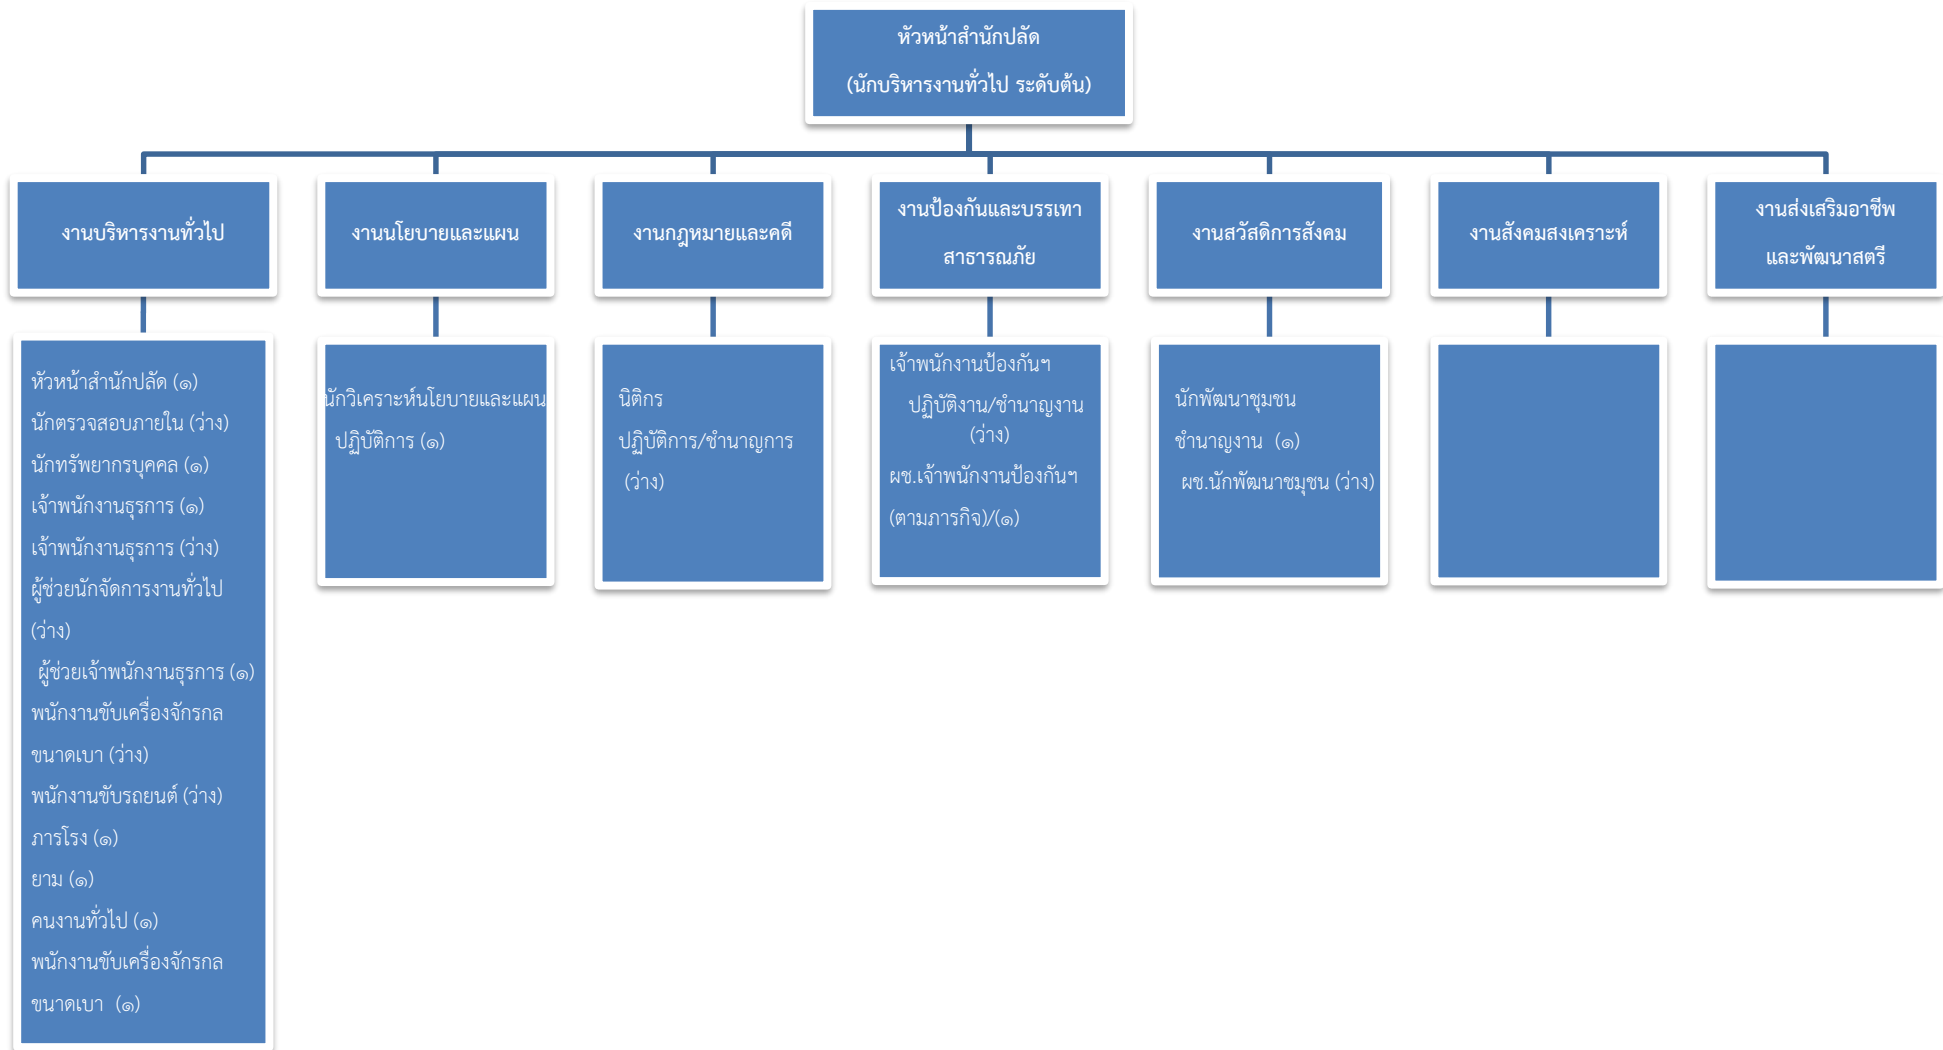 หัวหน้าสำนักปลัด
(นักบริหารงานทั่วไป ระดับต้น)
งานบริหารงานทั่วไป
งานนโยบายและแผน
งานกฎหมายและคดี
งานป้องกันและบรรเทา
สาธารณภัย
งานสวัสดิการสังคม
งานสังคมสงเคราะห์
งานส่งเสริมอาชีพ
และพัฒนาสตรี
หัวหน้าสำนักปลัด (๑)
นักตรวจสอบภายใน (ว่าง)
นักทรัพยากรบุคคล (๑)
เจ้าพนักงานธุรการ (๑)
เจ้าพนักงานธุรการ (ว่าง)
ผู้ช่วยนักจัดการงานทั่วไป
(ว่าง)
ผู้ช่วยเจ้าพนักงานธุรการ (๑)
พนักงานขับเครื่องจักรกล
ขนาดเบา (ว่าง)
พนักงานขับรถยนต์ (ว่าง)
ภารโรง (๑)
ยาม (๑)
คนงานทั่วไป (๑)
พนักงานขับเครื่องจักรกล
ขนาดเบา (๑)
นักวิเคราะห์นโยบายและแผน
ปฏิบัติการ (๑)
นิติกร
ปฏิบัติการ/ชำนาญการ
(ว่าง)
เจ้าพนักงานป้องกันฯ
ปฏิบัติงาน/ชำนาญงาน
(ว่าง)
ผช.เจ้าพนักงานป้องกันฯ
(ตามภารกิจ)/(๑)
นักพัฒนาชุมชน
ชำนาญงาน (๑)
ผช.นักพัฒนาชมุชน (ว่าง)